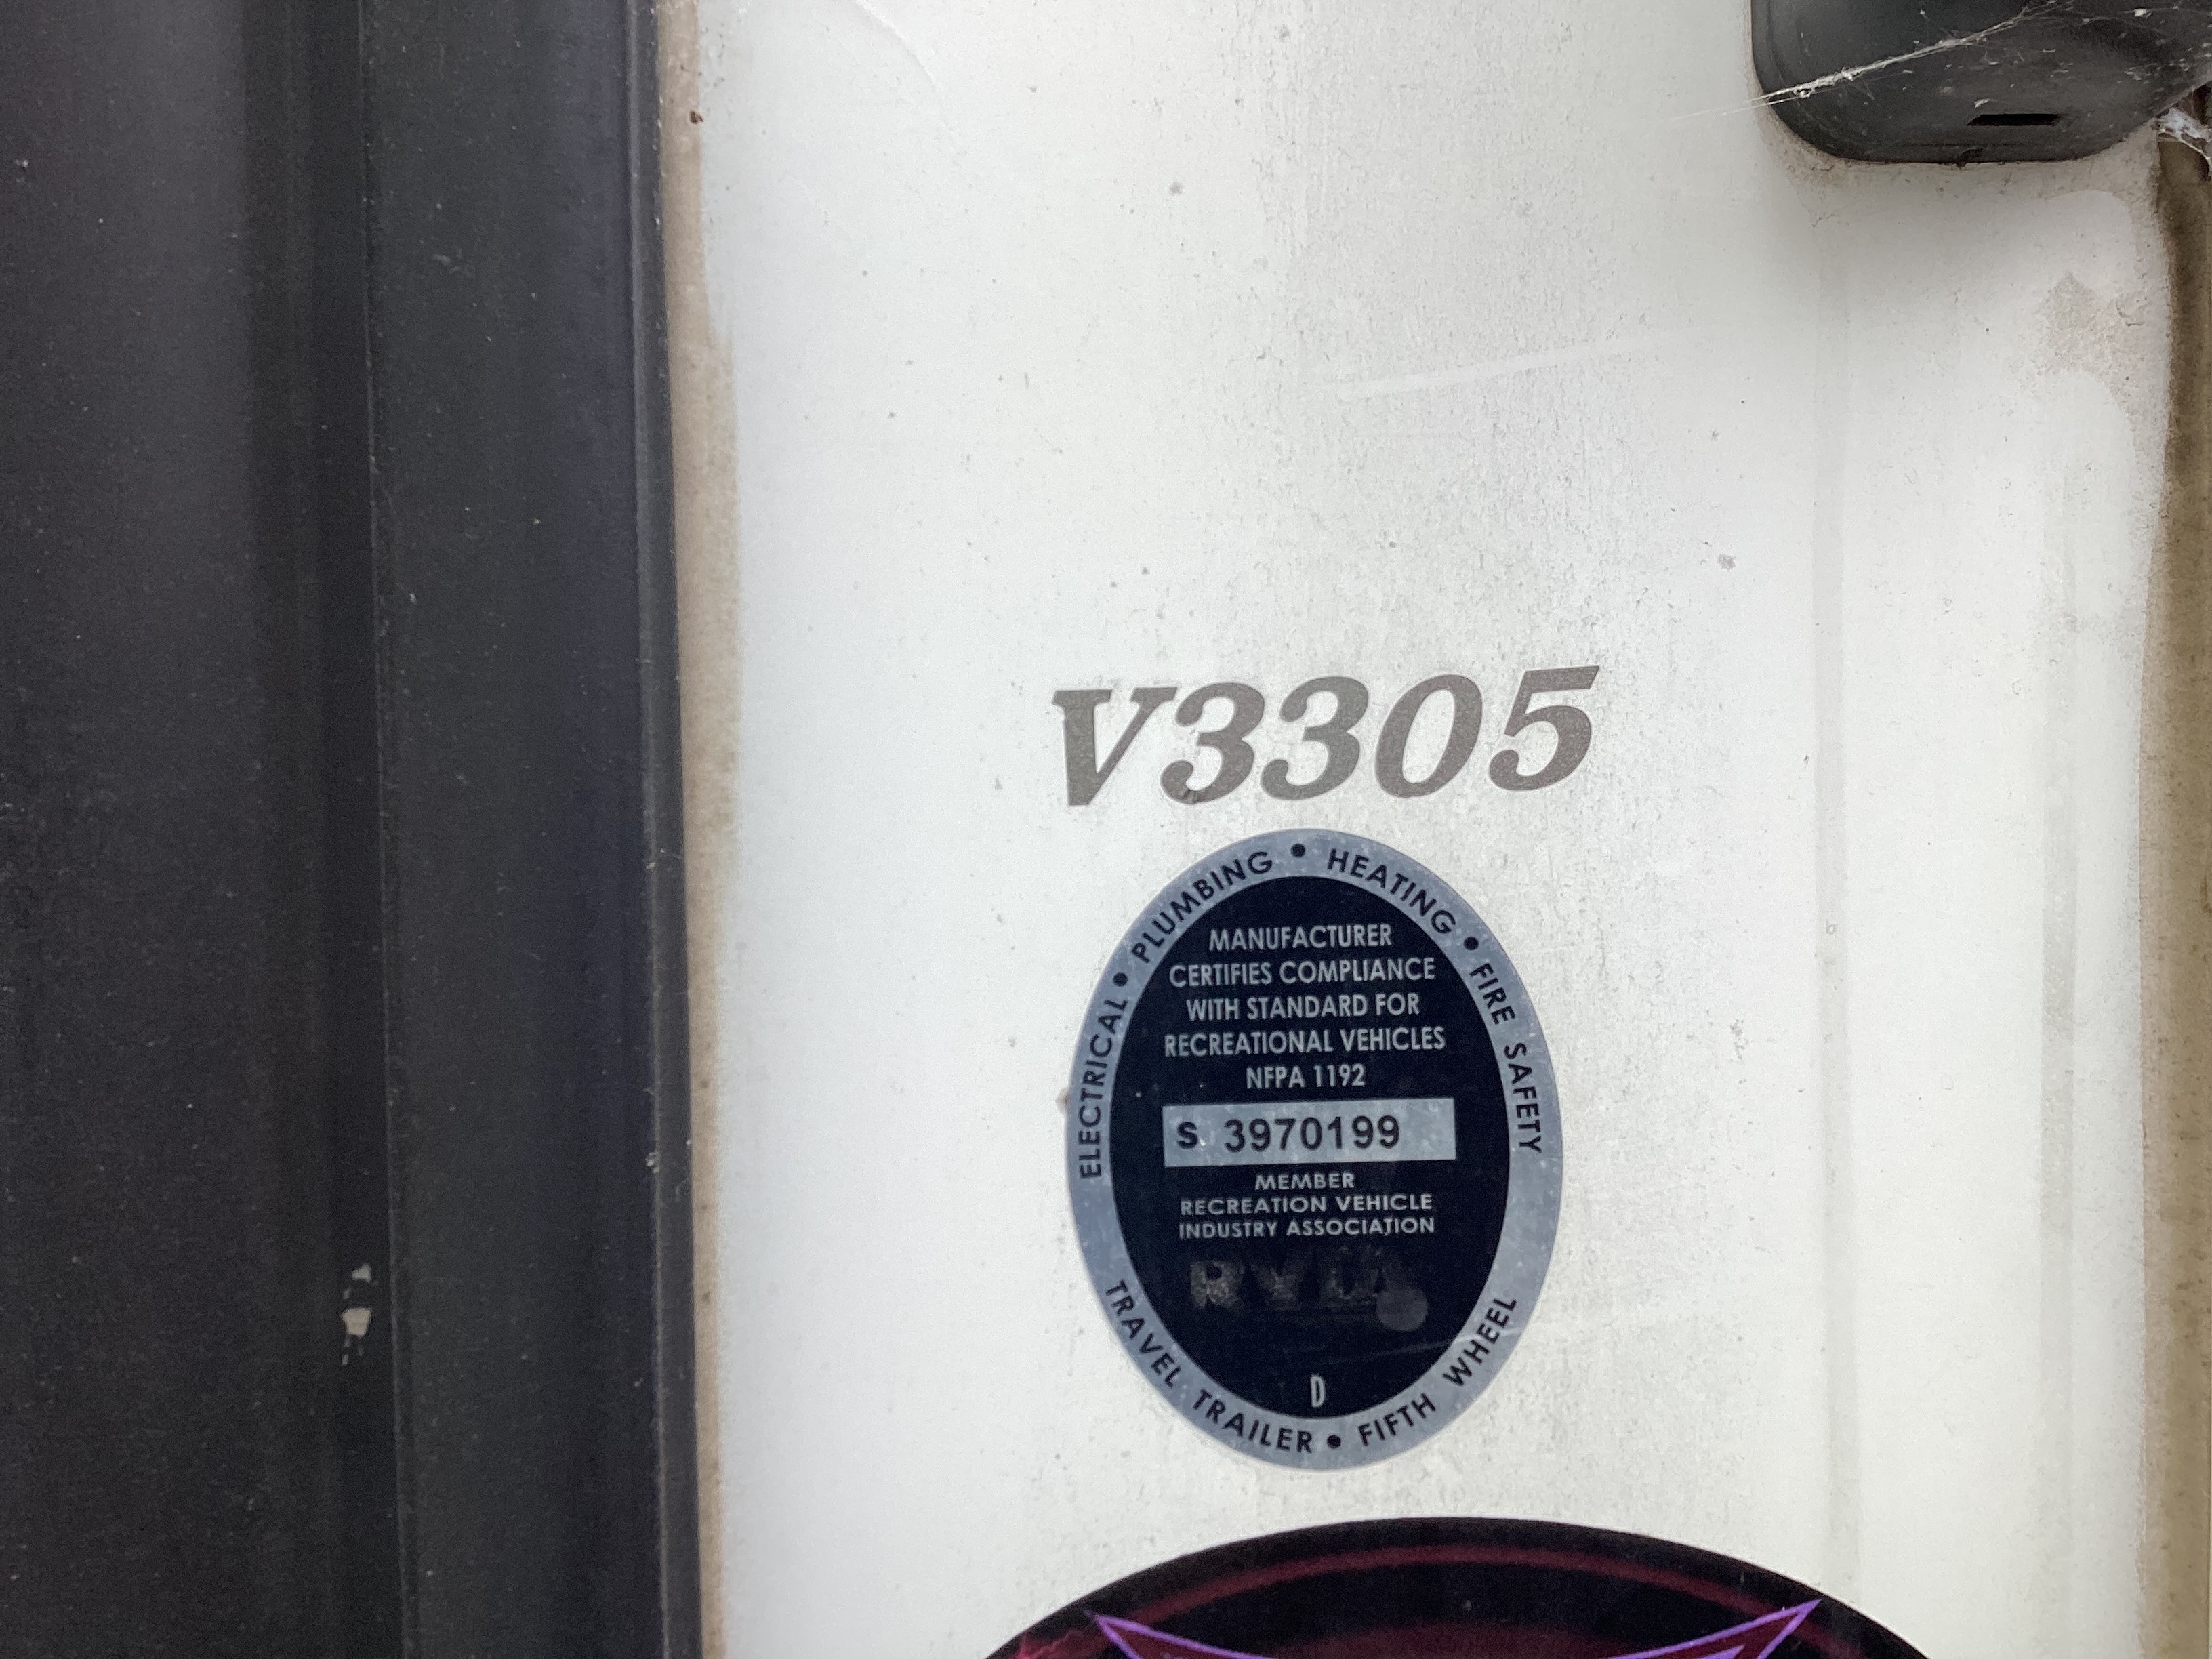 V3305
ELECTRICAL • PLUMBING • HEATING • FIRE SAFETY
MANUFACTURER
CERTIFIES COMPLIANCE
WITH STANDARD FOR
RECREATIONAL VEHICLES
NFPA 1192
S 3970199
MEMBER
RECREATION VEHICLE
INDUSTRY ASSOCIATION
RVIA
D
TRAVEL TRAILER • FIFTH WHEEL